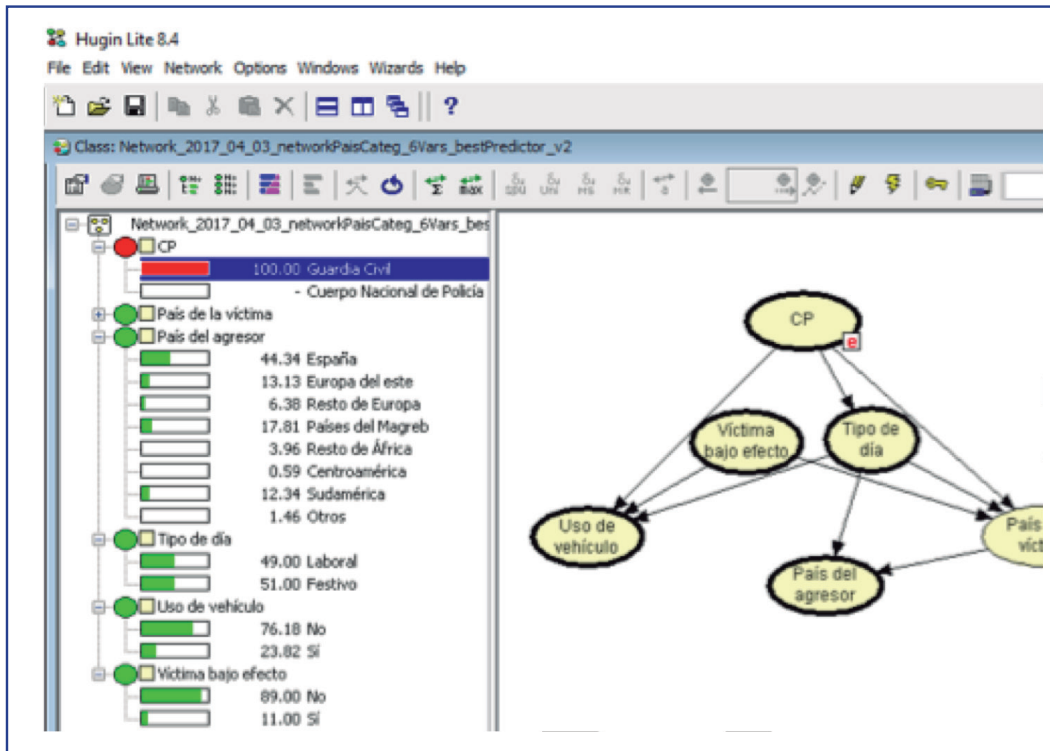 Hugin Lite 8.4
File Edit View Network Options Windows Wizards Help
?
Class: Network_2017_04_03_networkPaisCateg_6Vars_bestPredictor_v2
Network_2017_04_03_networkPaisCateg_6Vars_bes
CP
100.00 Guardia Civil
- Cuerpo Nacional de Policía
País de la víctima
País del agresor
44.34 España
13.13 Europa del este
6.38 Resto de Europa
17.81 Países del Magreb
3.96 Resto de África
0.59 Centroamérica
12.34 Sudamérica
1.46 Otros
Tipo de día
49.00 Laboral
51.00 Festivo
Uso de vehículo
76.18 No
23.82 Sí
Víctima bajo efecto
89.00 No
11.00 Sí
CP
e
Víctima
bajo efecto
Tipo de
día
Uso de
vehículo
País
víct
País del
agresor